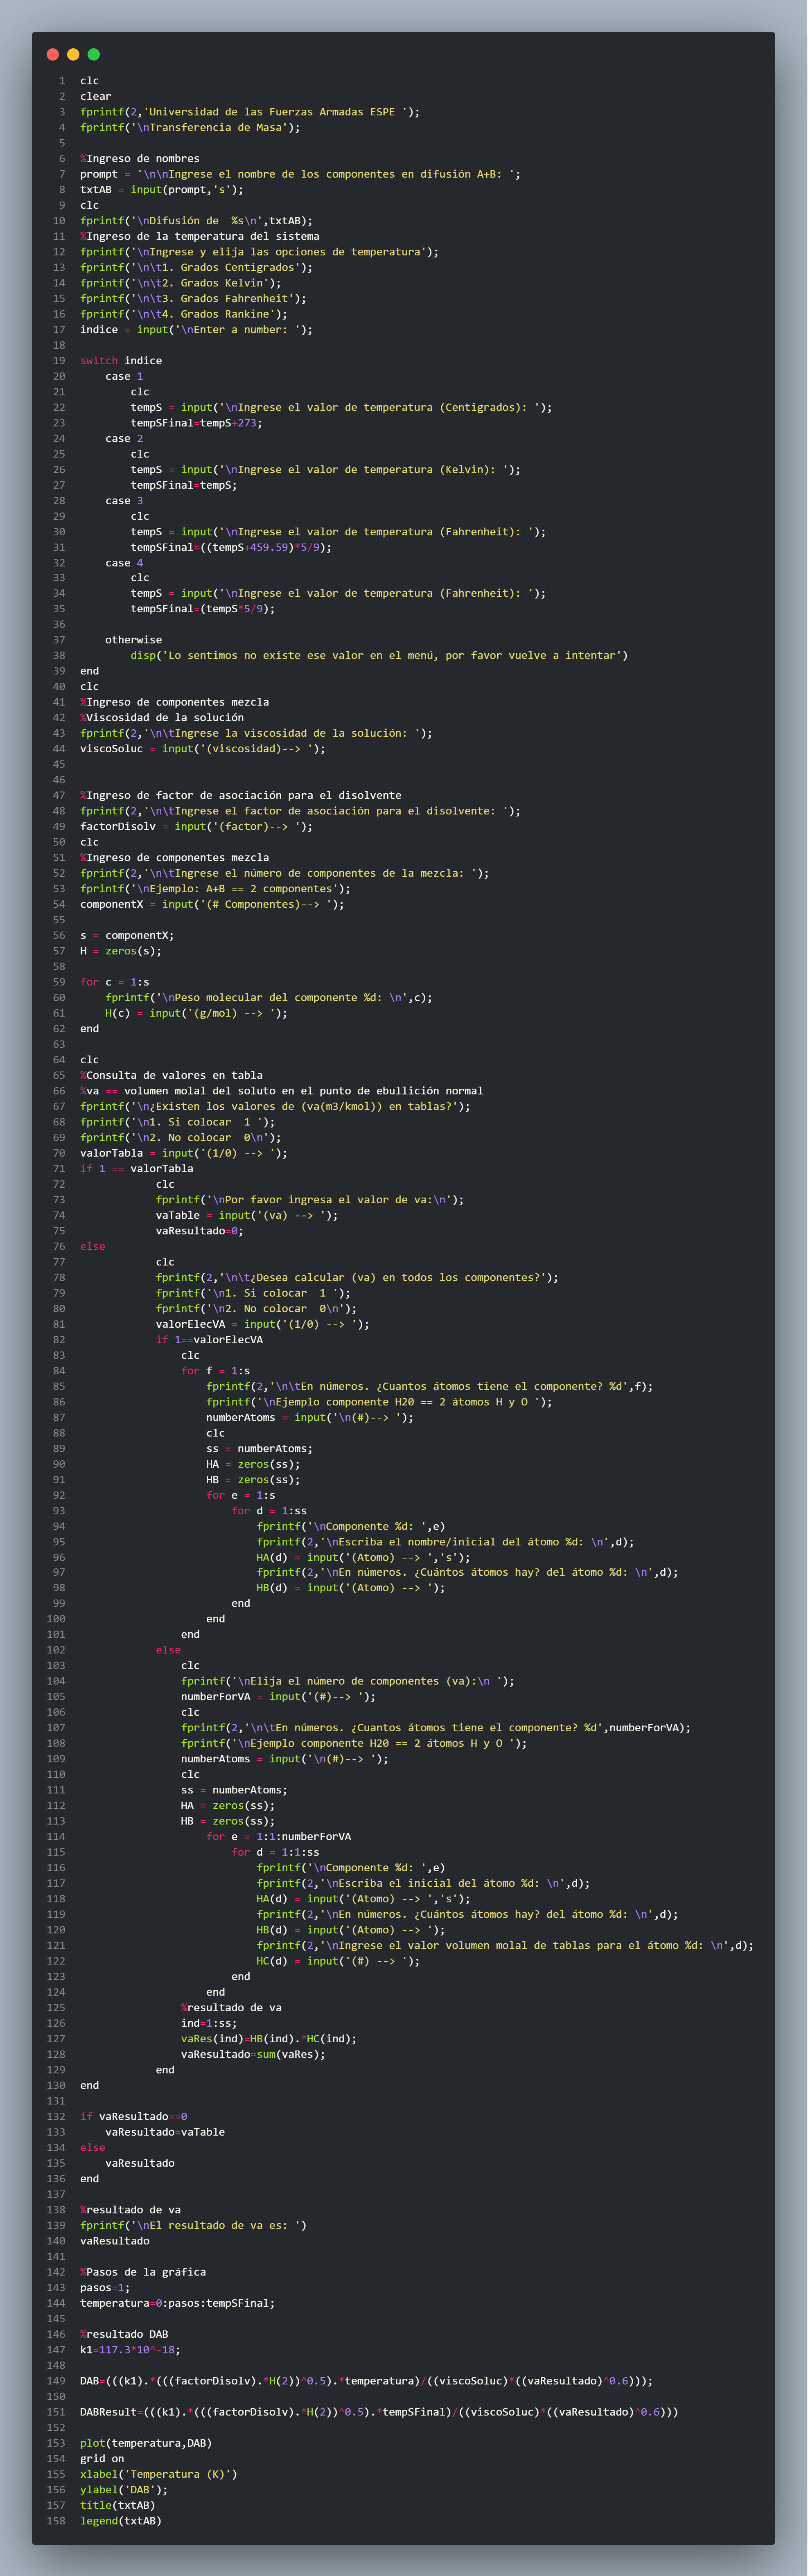 1 clc
2 clear
3 fprintf(2,'Universidad de las Fuerzas Armadas ESPE ');
4 fprintf('\nTransferencia de Masa');
5
6 %Ingreso de nombres
7 prompt = '\n\nIngrese el nombre de los componentes en difusión A+B: ';
8 txtAB = input(prompt,'s');
9 clc
10 fprintf('\nDifusión de  %s\n',txtAB);
11 %Ingreso de la temperatura del sistema
12 fprintf('\nIngrese y elija las opciones de temperatura');
13 fprintf('\n\t1. Grados Centigrados');
14 fprintf('\n\t2. Grados Kelvin');
15 fprintf('\n\t3. Grados Fahrenheit');
16 fprintf('\n\t4. Grados Rankine');
17 indice = input('\nEnter a number: ');
18
19 switch indice
20     case 1
21         clc
22         tempS = input('\nIngrese el valor de temperatura (Centigrados): ');
23         tempSFinal=tempS+273;
24     case 2
25         clc
26         tempS = input('\nIngrese el valor de temperatura (Kelvin): ');
27         tempSFinal=tempS;
28     case 3
29         clc
30         tempS = input('\nIngrese el valor de temperatura (Fahrenheit): ');
31         tempSFinal=((tempS+459.59)*5/9);
32     case 4
33         clc
34         tempS = input('\nIngrese el valor de temperatura (Fahrenheit): ');
35         tempSFinal=(tempS*5/9);
36
37     otherwise
38         disp('Lo sentimos no existe ese valor en el menú, por favor vuelve a intentar')
39 end
40 clc
41 %Ingreso de componentes mezcla
42 %Viscosidad de la solución
43 fprintf(2,'\n\tIngrese la viscosidad de la solución: ');
44 viscoSoluc = input('(viscosidad)--> ');
45
46
47 %Ingreso de factor de asociación para el disolvente
48 fprintf(2,'\n\tIngrese el factor de asociación para el disolvente: ');
49 factorDisolv = input('(factor)--> ');
50 clc
51 %Ingreso de componentes mezcla
52 fprintf(2,'\n\tIngrese el número de componentes de la mezcla: ');
53 fprintf('\nEjemplo: A+B == 2 componentes');
54 componentX = input('(# Componentes)--> ');
55
56 s = componentX;
57 H = zeros(s);
58
59 for c = 1:s
60     fprintf('\nPeso molecular del componente %d: \n',c);
61     H(c) = input('(g/mol) --> ');
62 end
63
64 clc
65 %Consulta de valores en tabla
66 %va == volumen molal del soluto en el punto de ebullición normal
67 fprintf('\n¿Existen los valores de (va(m3/kmol)) en tablas?');
68 fprintf('\n1. Si colocar  1 ');
69 fprintf('\n2. No colocar  0\n');
70 valorTabla = input('(1/0) --> ');
71 if 1 == valorTabla
72             clc
73             fprintf('\nPor favor ingresa el valor de va:\n');
74             vaTable = input('(va) --> ');
75             vaResultado=0;
76 else
77             clc
78             fprintf(2,'\n\t¿Desea calcular (va) en todos los componentes?');
79             fprintf('\n1. Si colocar  1 ');
80             fprintf('\n2. No colocar  0\n');
81             valorElecVA = input('(1/0) --> ');
82             if 1==valorElecVA
83                 clc
84                 for f = 1:s
85                     fprintf(2,'\n\tEn números. ¿Cuantos átomos tiene el componente? %d',f);
86                     fprintf('\nEjemplo componente H20 == 2 átomos H y O ');
87                     numberAtoms = input('\n(#)--> ');
88                     clc
89                     ss = numberAtoms;
90                     HA = zeros(ss);
91                     HB = zeros(ss);
92                     for e = 1:s
93                         for d = 1:ss
94                             fprintf('\nComponente %d: ',e)
95                             fprintf(2,'\nEscriba el nombre/inicial del átomo %d: \n',d);
96                             HA(d) = input('(Atomo) --> ','s');
97                             fprintf(2,'\nEn números. ¿Cuántos átomos hay? del átomo %d: \n',d);
98                             HB(d) = input('(Atomo) --> ');
99                         end
100                     end
101                 end
102             else
103                 clc
104                 fprintf('\nElija el número de componentes (va):\n ');
105                 numberForVA = input('(#)--> ');
106                 clc
107                 fprintf(2,'\n\tEn números. ¿Cuantos átomos tiene el componente? %d',numberForVA);
108                 fprintf('\nEjemplo componente H20 == 2 átomos H y O ');
109                 numberAtoms = input('\n(#)--> ');
110                 clc
111                 ss = numberAtoms;
112                 HA = zeros(ss);
113                 HB = zeros(ss);
114                     for e = 1:1:numberForVA
115                         for d = 1:1:ss
116                             fprintf('\nComponente %d: ',e)
117                             fprintf(2,'\nEscriba el inicial del átomo %d: \n',d);
118                             HA(d) = input('(Atomo) --> ','s');
119                             fprintf(2,'\nEn números. ¿Cuántos átomos hay? del átomo %d: \n',d);
120                             HB(d) = input('(Atomo) --> ');
121                             fprintf(2,'\nIngrese el valor volumen molal de tablas para el átomo %d: \n',d);
122                             HC(d) = input('(#) --> ');
123                         end
124                     end
125                 %resultado de va
126                 ind=1:ss;
127                 vaRes(ind)=HB(ind).*HC(ind);
128                 vaResultado=sum(vaRes);
129             end
130 end
131
132 if vaResultado==0
133     vaResultado=vaTable
134 else
135     vaResultado
136 end
137
138 %resultado de va
139 fprintf('\nEl resultado de va es: ')
140 vaResultado
141
142 %Pasos de la gráfica
143 pasos=1;
144 temperatura=0:pasos:tempSFinal;
145
146 %resultado DAB
147 k1=117.3*10^-18;
148
149 DAB=(((k1).*(((factorDisolv).*H(2))^0.5).*temperatura)/((viscoSoluc)*((vaResultado)^0.6)));
150
151 DABResult=(((k1).*(((factorDisolv).*H(2))^0.5).*tempSFinal)/((viscoSoluc)*((vaResultado)^0.6)))
152
153 plot(temperatura,DAB)
154 grid on
155 xlabel('Temperatura (K)')
156 ylabel('DAB');
157 title(txtAB)
158 legend(txtAB)